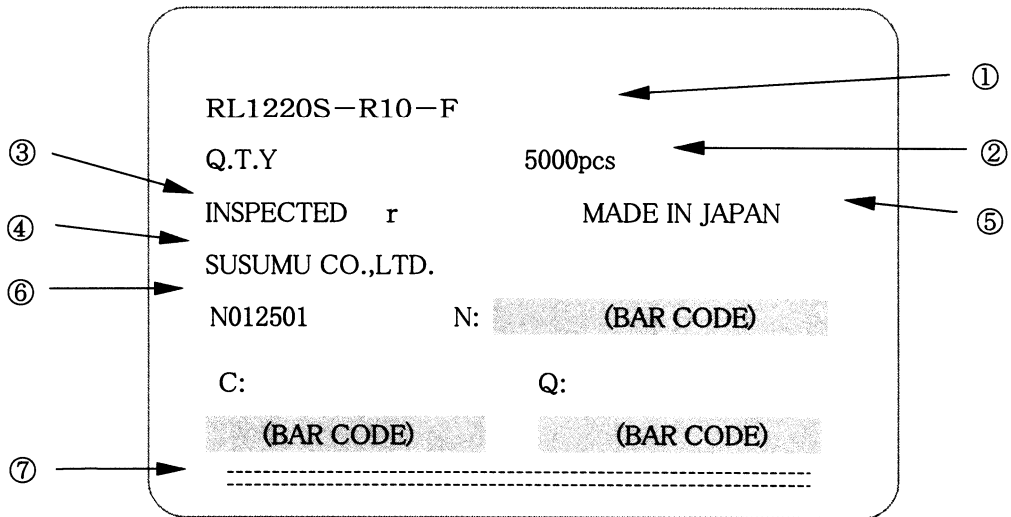 ①
RL1220S－R10－F
③ Q.T.Y 5000pcs ②
INSPECTED r MADE IN JAPAN ⑤
④
SUSUMU CO.,LTD.
⑥
N012501 N: (BAR CODE)
C: Q:
(BAR CODE) (BAR CODE)
⑦